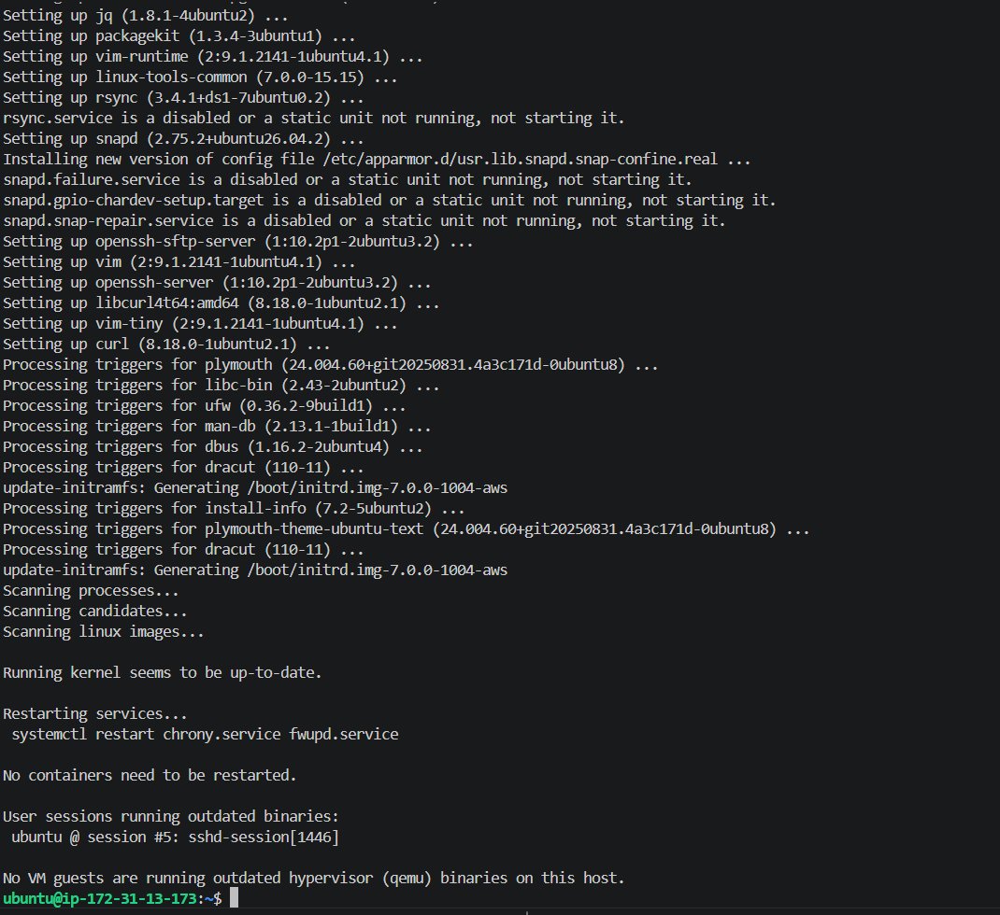 Setting up jq (1.8.1-4ubuntu2) ...
Setting up packagekit (1.3.4-3ubuntu1) ...
Setting up vim-runtime (2:9.1.2141-1ubuntu4.1) ...
Setting up linux-tools-common (7.0.0-15.15) ...
Setting up rsync (3.4.1+ds1-7ubuntu0.2) ...
rsync.service is a disabled or a static unit not running, not starting it.
Setting up snapd (2.75.2+ubuntu26.04.2) ...
Installing new version of config file /etc/apparmor.d/usr.lib.snapd.snap-confine.real ...
snapd.failure.service is a disabled or a static unit not running, not starting it.
snapd.gpio-chardev-setup.target is a disabled or a static unit not running, not starting it.
snapd.snap-repair.service is a disabled or a static unit not running, not starting it.
Setting up openssh-sftp-server (1:10.2p1-2ubuntu3.2) ...
Setting up vim (2:9.1.2141-1ubuntu4.1) ...
Setting up openssh-server (1:10.2p1-2ubuntu3.2) ...
Setting up libcurl4t64:amd64 (8.18.0-1ubuntu2.1) ...
Setting up vim-tiny (2:9.1.2141-1ubuntu4.1) ...
Setting up curl (8.18.0-1ubuntu2.1) ...
Processing triggers for plymouth (24.004.60+git20250831.4a3c171d-0ubuntu8) ...
Processing triggers for libc-bin (2.43-2ubuntu2) ...
Processing triggers for ufw (0.36.2-9build1) ...
Processing triggers for man-db (2.13.1-1build1) ...
Processing triggers for dbus (1.16.2-2ubuntu4) ...
Processing triggers for dracut (110-11) ...
update-initramfs: Generating /boot/initrd.img-7.0.0-1004-aws
Processing triggers for install-info (7.2-5ubuntu2) ...
Processing triggers for plymouth-theme-ubuntu-text (24.004.60+git20250831.4a3c171d-0ubuntu8) ...
Processing triggers for dracut (110-11) ...
update-initramfs: Generating /boot/initrd.img-7.0.0-1004-aws
Scanning processes...
Scanning candidates...
Scanning linux images...

Running kernel seems to be up-to-date.

Restarting services...
 systemctl restart chrony.service fwupd.service

No containers need to be restarted.

User sessions running outdated binaries:
 ubuntu @ session #5: sshd-session[1446]

No VM guests are running outdated hypervisor (qemu) binaries on this host.
ubuntu@ip-172-31-13-173:~$